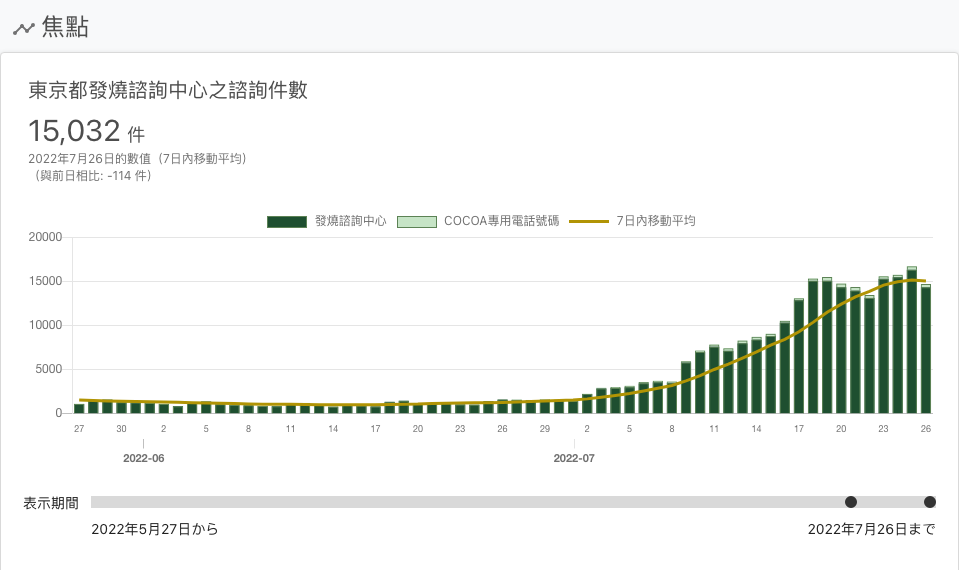 焦點
東京都發燒諮詢中心之諮詢件數
15,032 件
2022年7月26日的數值（7日內移動平均）
（與前日相比: -114 件）
發燒諮詢中心 COCOA專用電話號碼 7日內移動平均
20000
15000
10000
5000
0
27 30 2 5 8 11 14 17 20 23 26 29 2 5 8 11 14 17 20 23 26
2022-06 2022-07
表示期間
2022年5月27日から 2022年7月26日まで